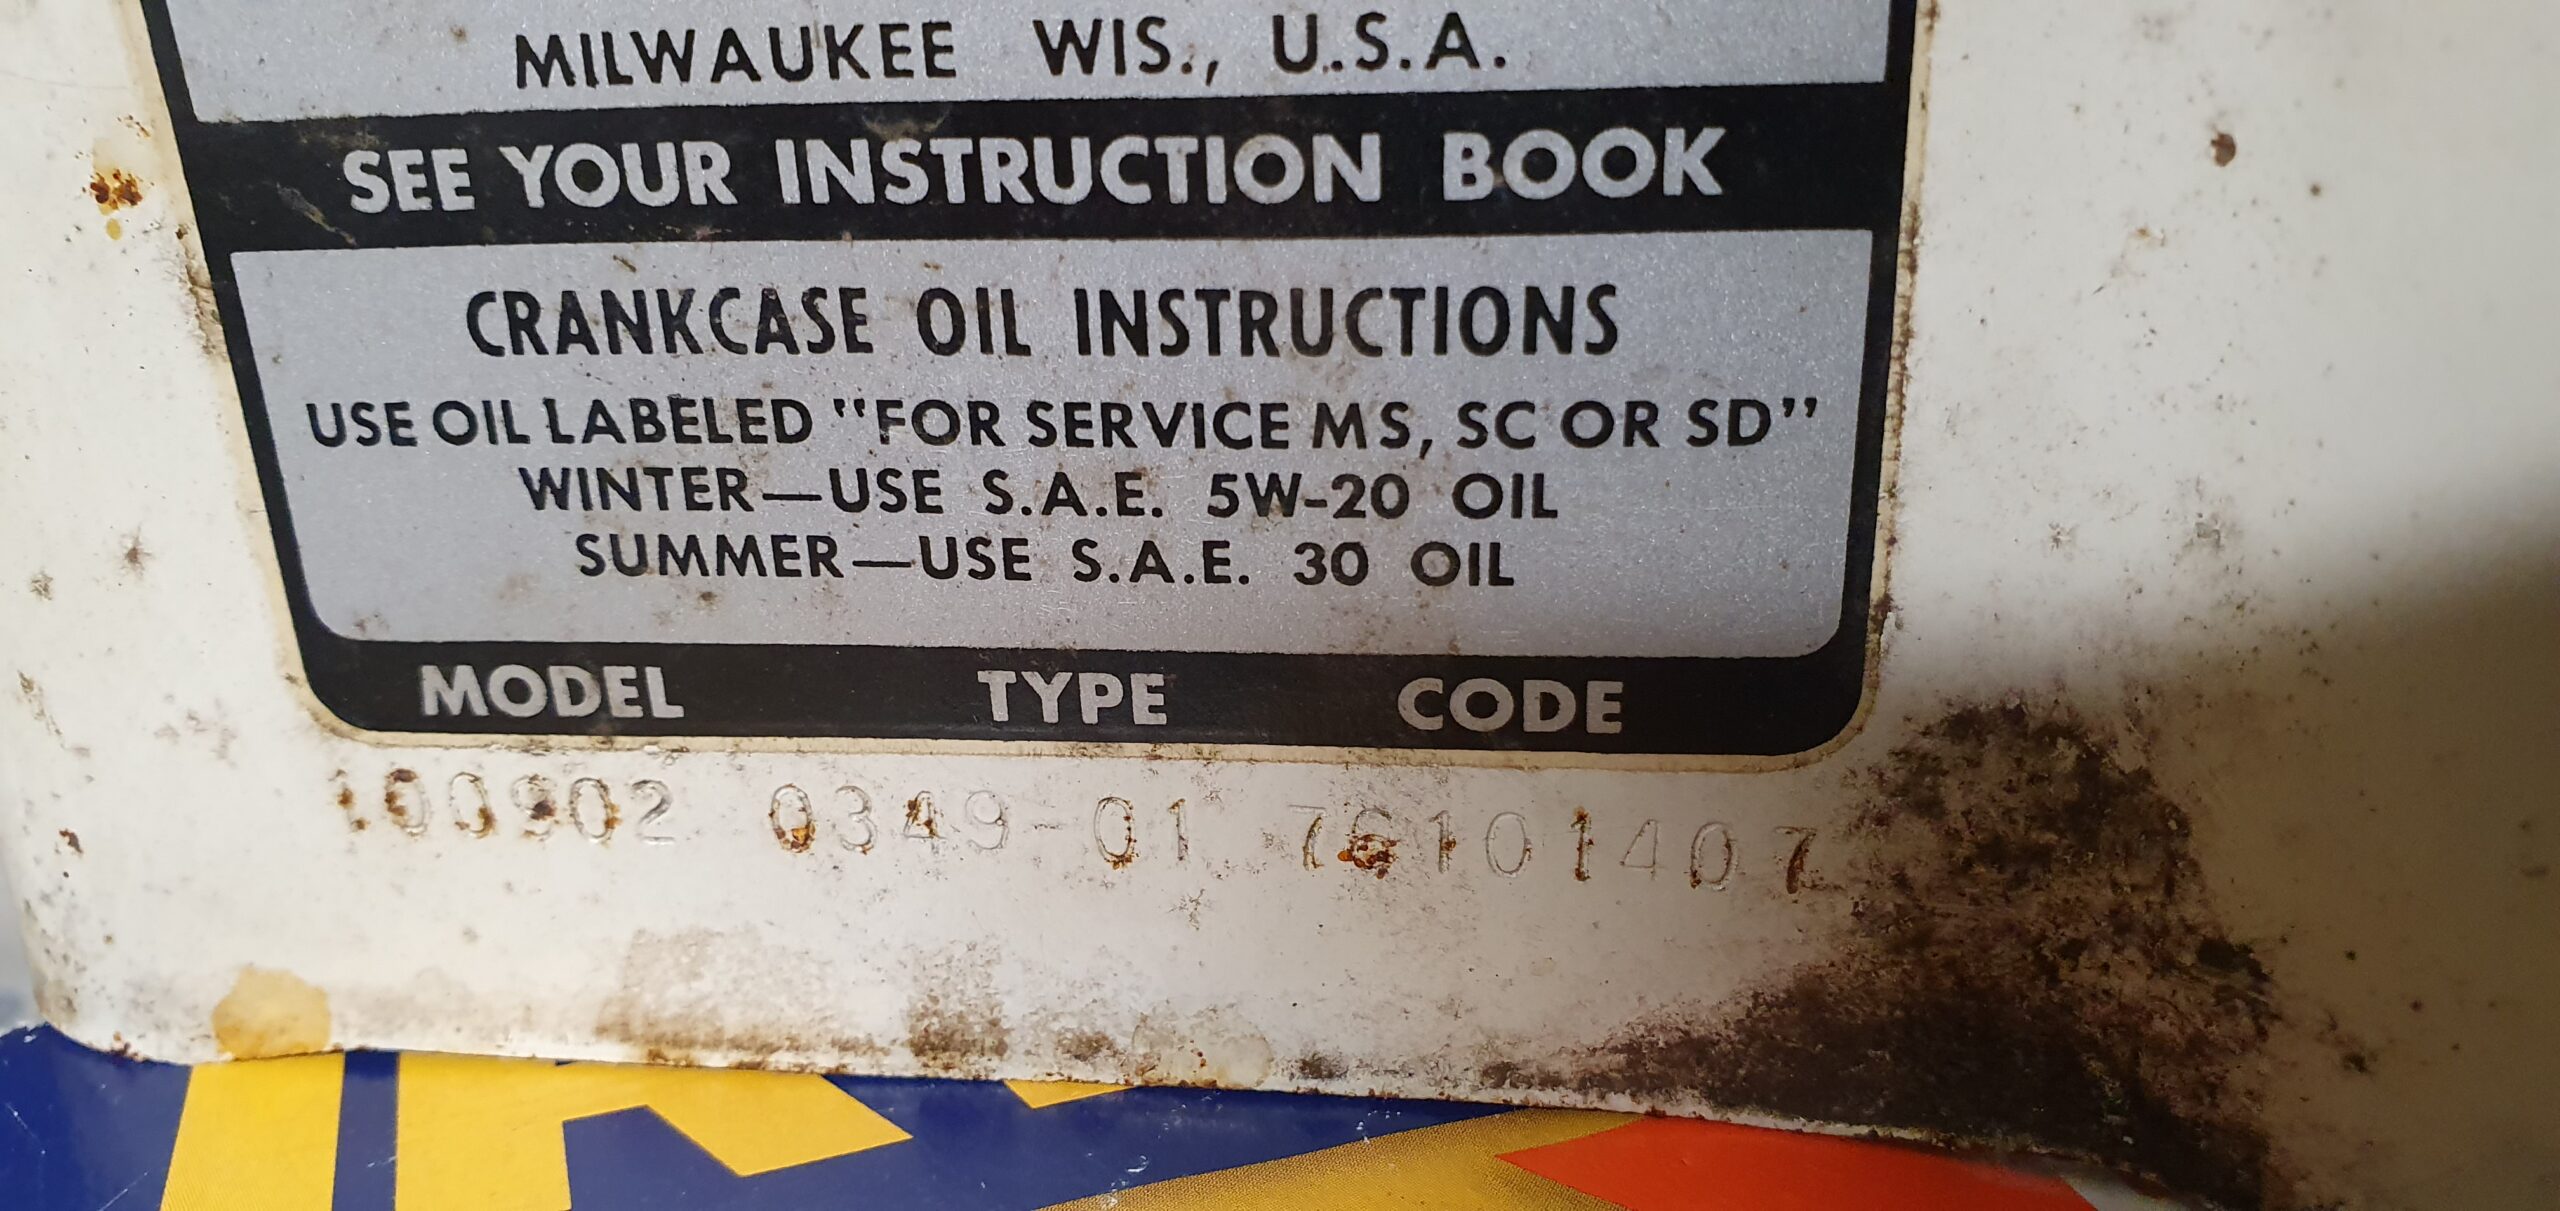 MILWAUKEE WIS., U.S.A.
SEE YOUR INSTRUCTION BOOK
CRANKCASE OIL INSTRUCTIONS
USE OIL LABELED "FOR SERVICE MS, SC OR SD"
WINTER—USE S.A.E. 5W-20 OIL
SUMMER—USE S.A.E. 30 OIL
MODEL TYPE CODE
100902 0349-01 76101407